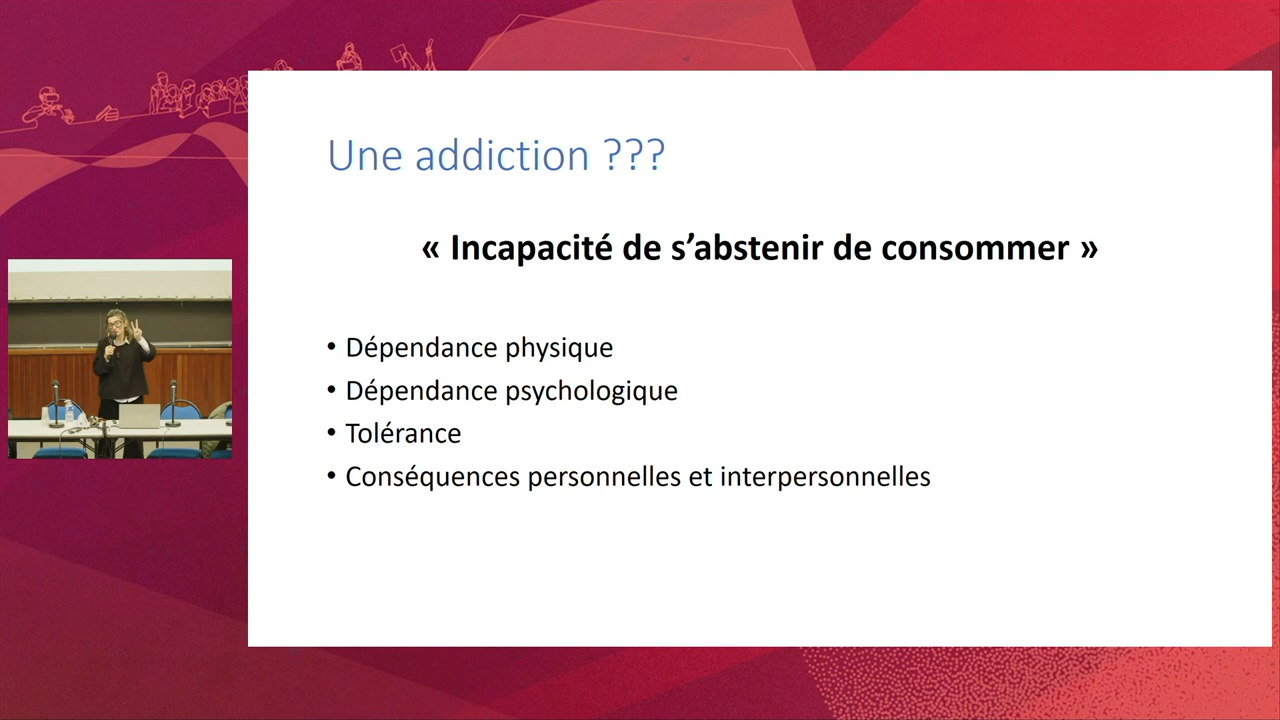 Une addiction ???
« Incapacité de s’abstenir de consommer »
• Dépendance physique
• Dépendance psychologique
• Tolérance
• Conséquences personnelles et interpersonnelles